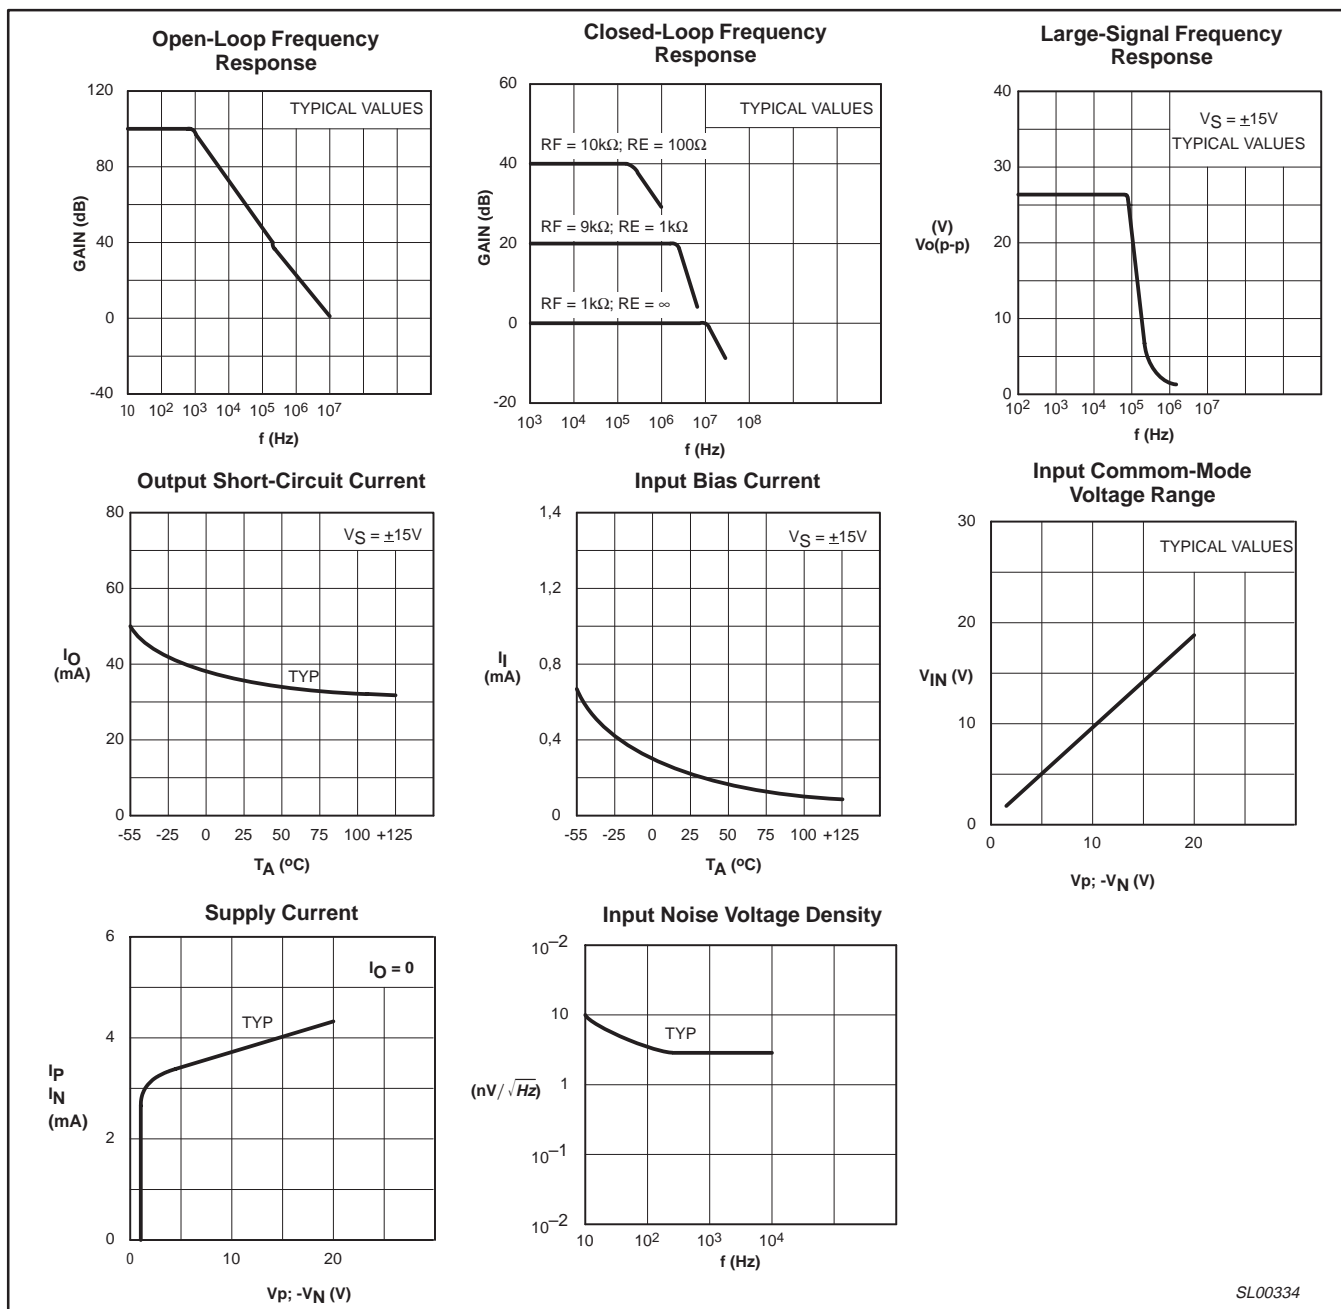 Open-Loop Frequency
Response
120
80
40
0
-40
GAIN (dB)
TYPICAL VALUES
10 10² 10³ 10⁴ 10⁵ 10⁶ 10⁷
f (Hz)
Closed-Loop Frequency
Response
60
40
20
0
-20
GAIN (dB)
TYPICAL VALUES
RF = 10kΩ; RE = 100Ω
RF = 9kΩ; RE = 1kΩ
RF = 1kΩ; RE = ∞
10³ 10⁴ 10⁵ 10⁶ 10⁷ 10⁸
f (Hz)
Large-Signal Frequency
Response
40
30
20
10
0
(V)
Vo(p-p)
VS = ±15V
TYPICAL VALUES
10² 10³ 10⁴ 10⁵ 10⁶ 10⁷
f (Hz)
Output Short-Circuit Current
80
60
40
20
0
IO
(mA)
VS = ±15V
TYP
-55 -25 0 25 50 75 100 +125
TA (oC)
Input Bias Current
1,4
1,2
0,8
0,4
0
II
(mA)
VS = ±15V
-55 -25 0 25 50 75 100 +125
TA (oC)
Input Commom-Mode
Voltage Range
30
20
10
0
VIN (V)
TYPICAL VALUES
0 10 20
Vp; -VN (V)
Supply Current
6
4
2
0
IP
IN
(mA)
IO = 0
TYP
0 10 20
Vp; -VN (V)
Input Noise Voltage Density
10⁻²
10
1
10⁻¹
10⁻²
(nV/√Hz)
TYP
10 10² 10³ 10⁴
f (Hz)
SL00334